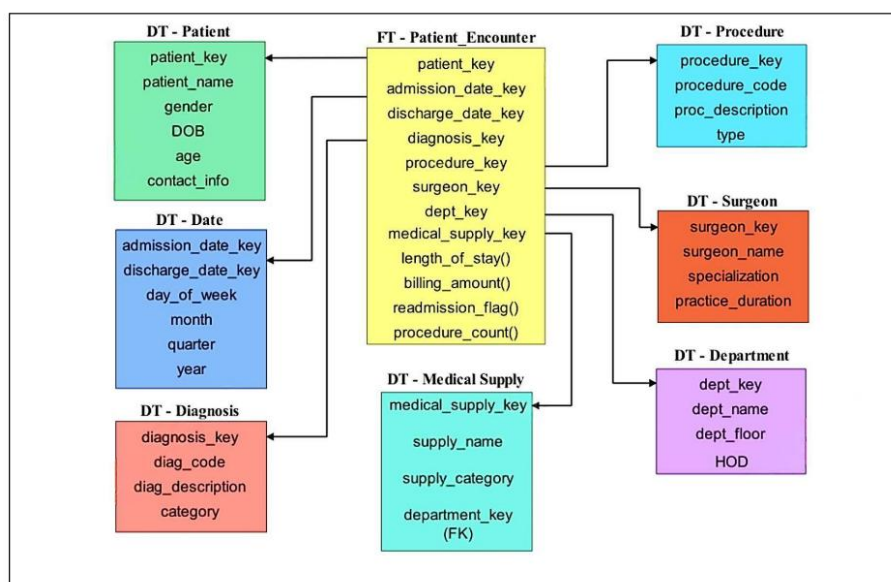 DT - Patient
patient_key
patient_name
gender
DOB
age
contact_info
DT - Date
admission_date_key
discharge_date_key
day_of_week
month
quarter
year
DT - Diagnosis
diagnosis_key
diag_code
diag_description
category
FT - Patient_Encounter
patient_key
admission_date_key
discharge_date_key
diagnosis_key
procedure_key
surgeon_key
dept_key
medical_supply_key
length_of_stay()
billing_amount()
readmission_flag()
procedure_count()
DT - Medical Supply
medical_supply_key
supply_name
supply_category
department_key
(FK)
DT - Procedure
procedure_key
procedure_code
proc_description
type
DT - Surgeon
surgeon_key
surgeon_name
specialization
practice_duration
DT - Department
dept_key
dept_name
dept_floor
HOD